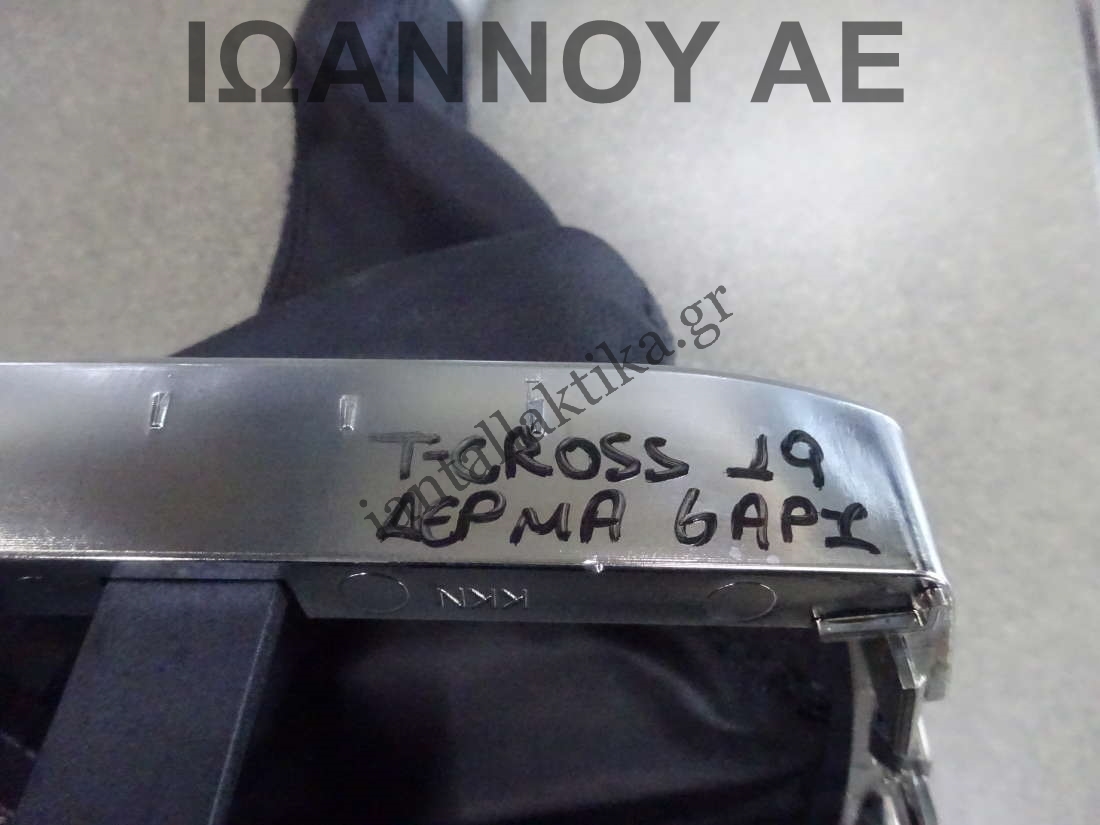 ΙΩΑΝΝΟΥ ΑΕ
iantallaktika.gr
T-CROSS 19
ΔΕΡΜΑ 6ΑΡΙ
KKN